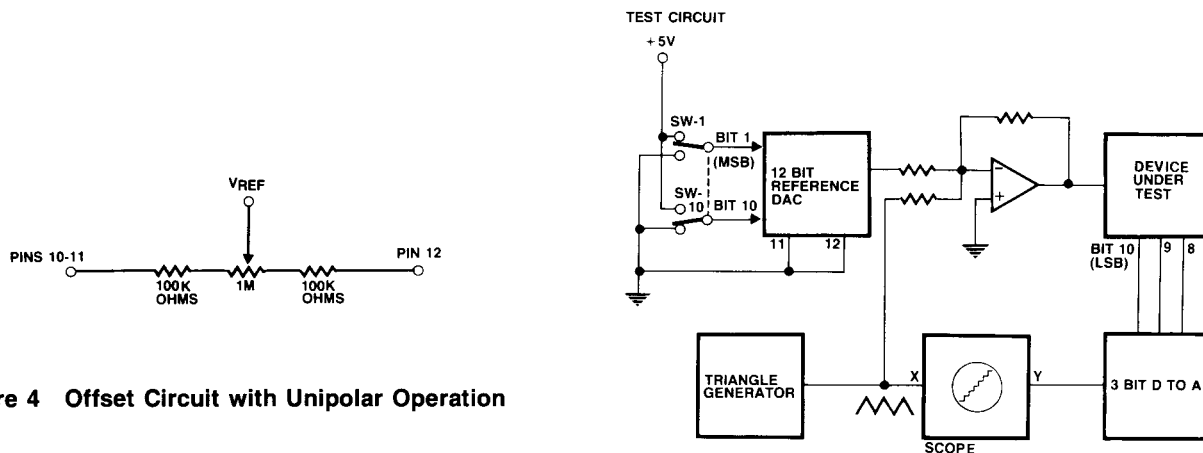 VREF
PINS 10-11
PIN 12
100K
OHMS
1M
100K
OHMS
re 4 Offset Circuit with Unipolar Operation
TEST CIRCUIT
+5V
SW-1
BIT 1
(MSB)
SW-
10
BIT 10
12 BIT
REFERENCE
DAC
11
12
-
+
DEVICE
UNDER
TEST
BIT 10
(LSB)
9
8
TRIANGLE
GENERATOR
X
Y
SCOPE
3 BIT D TO A